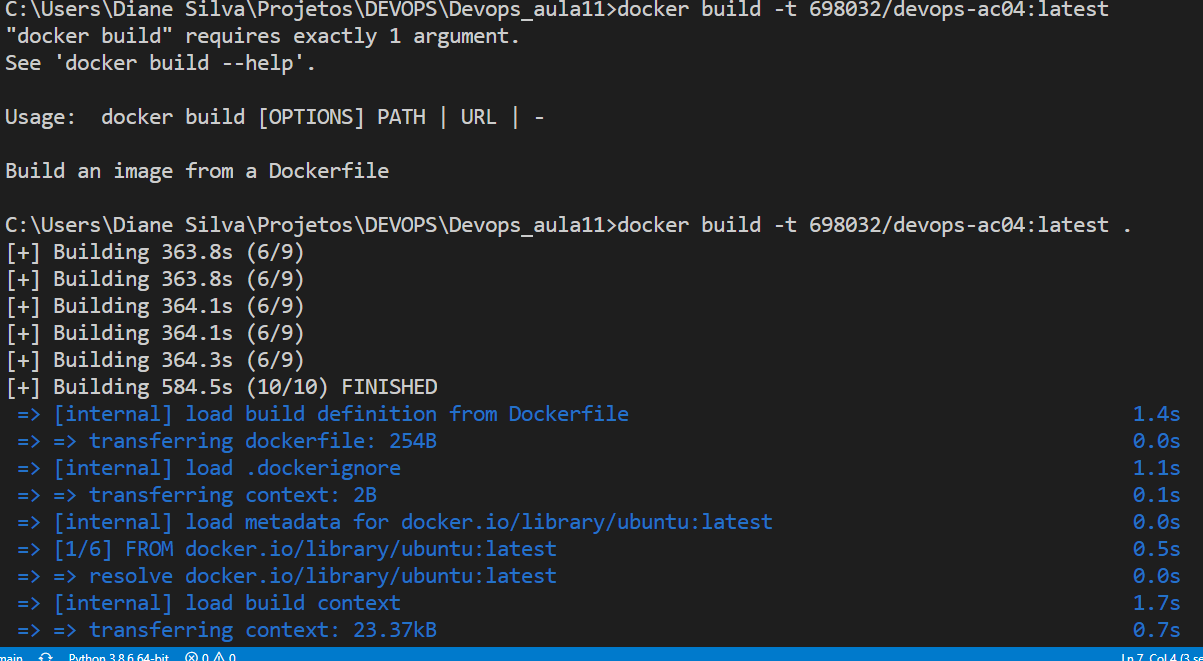 C:\Users\Diane Silva\Projetos\DEVOPS\Devops_aula11>docker build -t 698032/devops-ac04:latest
"docker build" requires exactly 1 argument.
See 'docker build --help'.
Usage:  docker build [OPTIONS] PATH | URL | -
Build an image from a Dockerfile
C:\Users\Diane Silva\Projetos\DEVOPS\Devops_aula11>docker build -t 698032/devops-ac04:latest .
[+] Building 363.8s (6/9)
[+] Building 363.8s (6/9)
[+] Building 364.1s (6/9)
[+] Building 364.1s (6/9)
[+] Building 364.3s (6/9)
[+] Building 584.5s (10/10) FINISHED
=> [internal] load build definition from Dockerfile 1.4s
=> => transferring dockerfile: 254B 0.0s
=> [internal] load .dockerignore 1.1s
=> => transferring context: 2B 0.1s
=> [internal] load metadata for docker.io/library/ubuntu:latest 0.0s
=> [1/6] FROM docker.io/library/ubuntu:latest 0.5s
=> => resolve docker.io/library/ubuntu:latest 0.0s
=> [internal] load build context 1.7s
=> => transferring context: 23.37kB 0.7s
main Python 3.8.6 64-bit 0 0 Ln 7, Col 4 (3 se